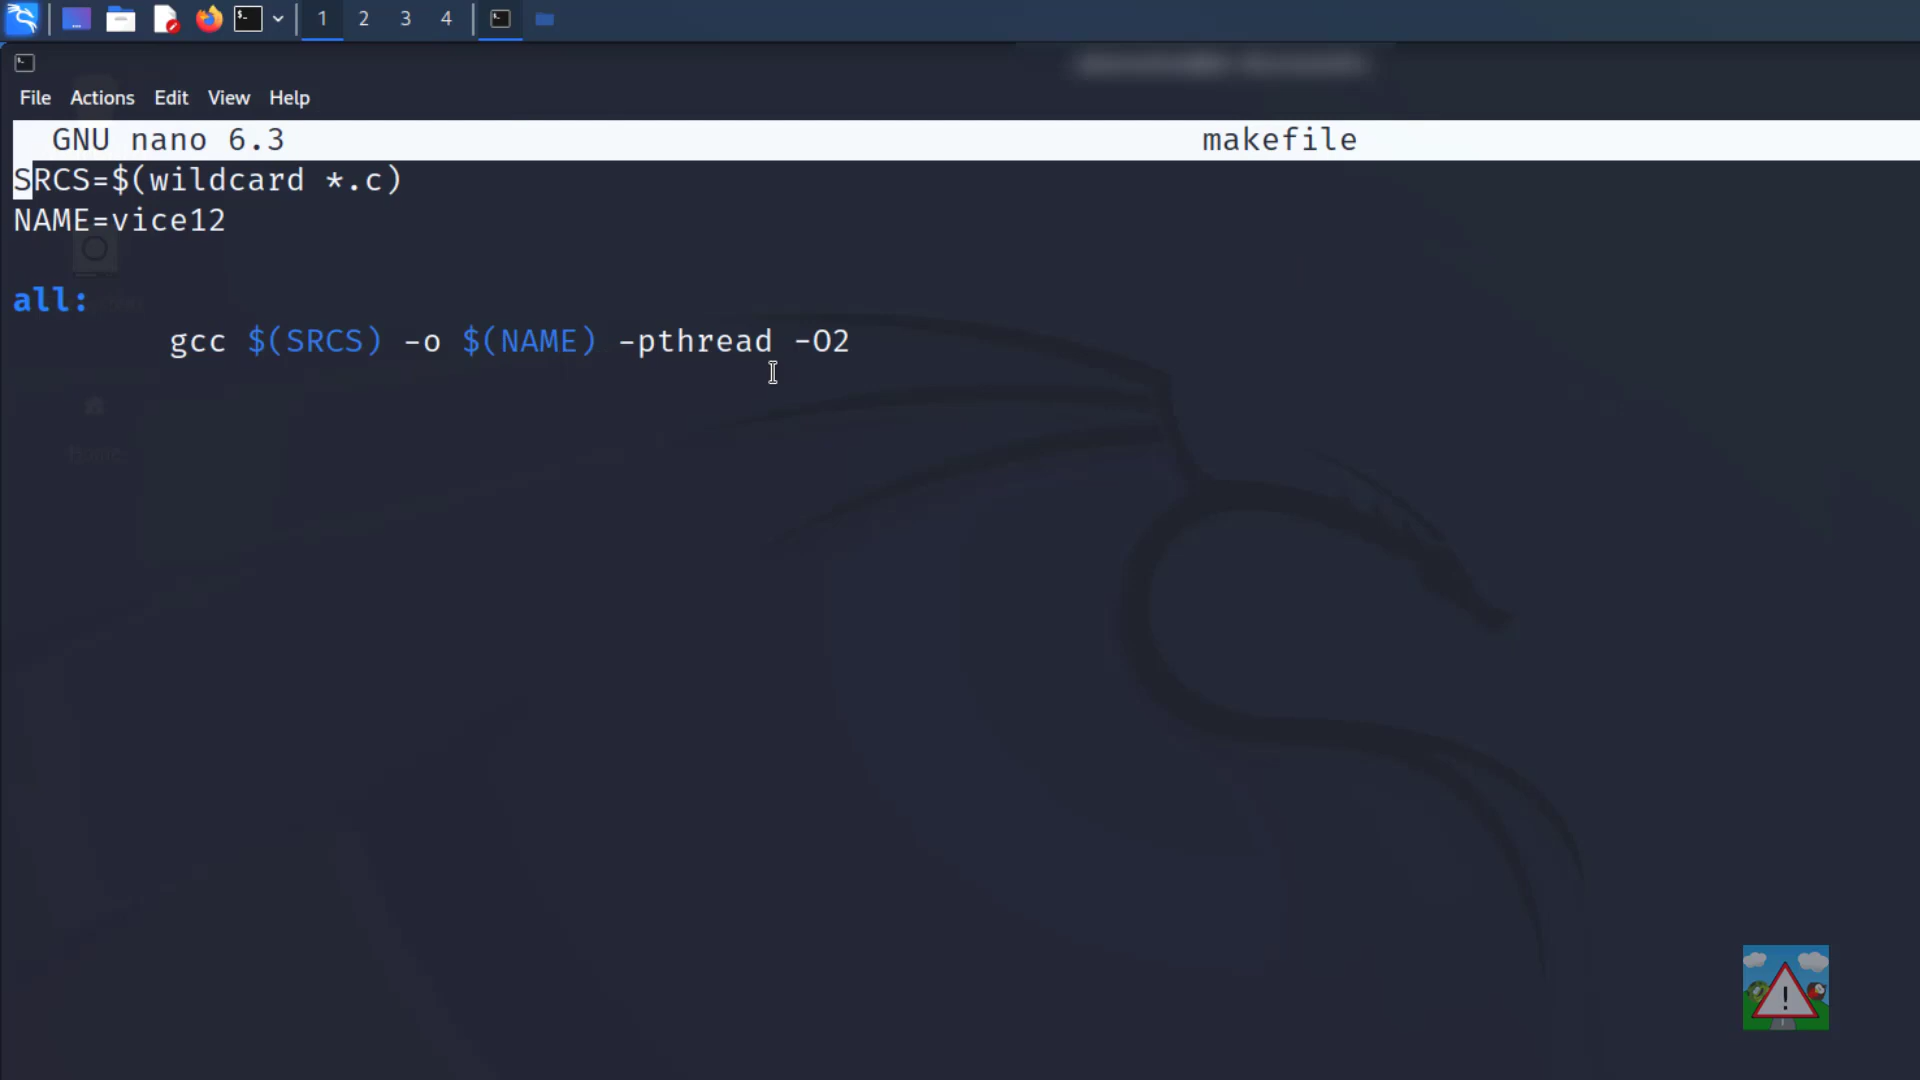 1 2 3 4
File Actions Edit View Help
GNU nano 6.3 makefile
SRCS=$(wildcard *.c)
NAME=vice12
all:
gcc $(SRCS) -o $(NAME) -pthread -O2
Home
!